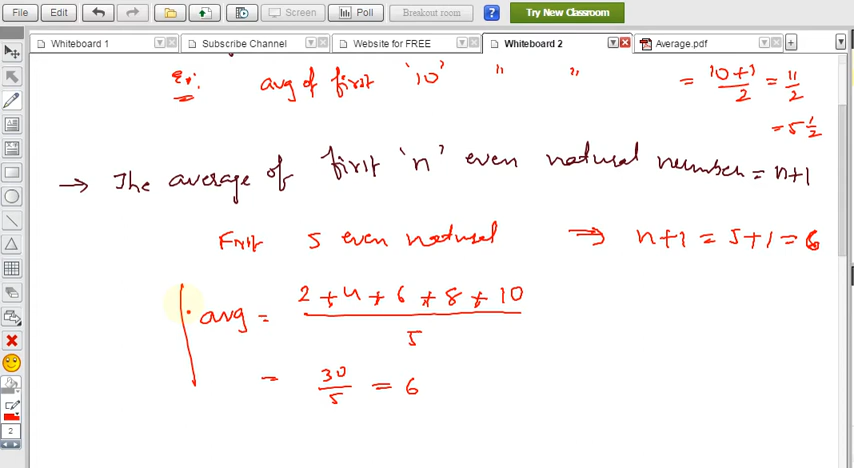 File Edit Screen Poll Breakout room ? Try New Classroom
Whiteboard 1 Subscribe Channel Website for FREE Whiteboard 2 Average.pdf
Ex: avg of first '10' " " = 10+1/2 = 11/2
= 5 1/2
→ The average of first 'n' even natural number = n+1
First 5 even natural ⇒ n+1 = 5+1 = 6
avg = 2+4+6+8+10 / 5
= 30/5 = 6
2